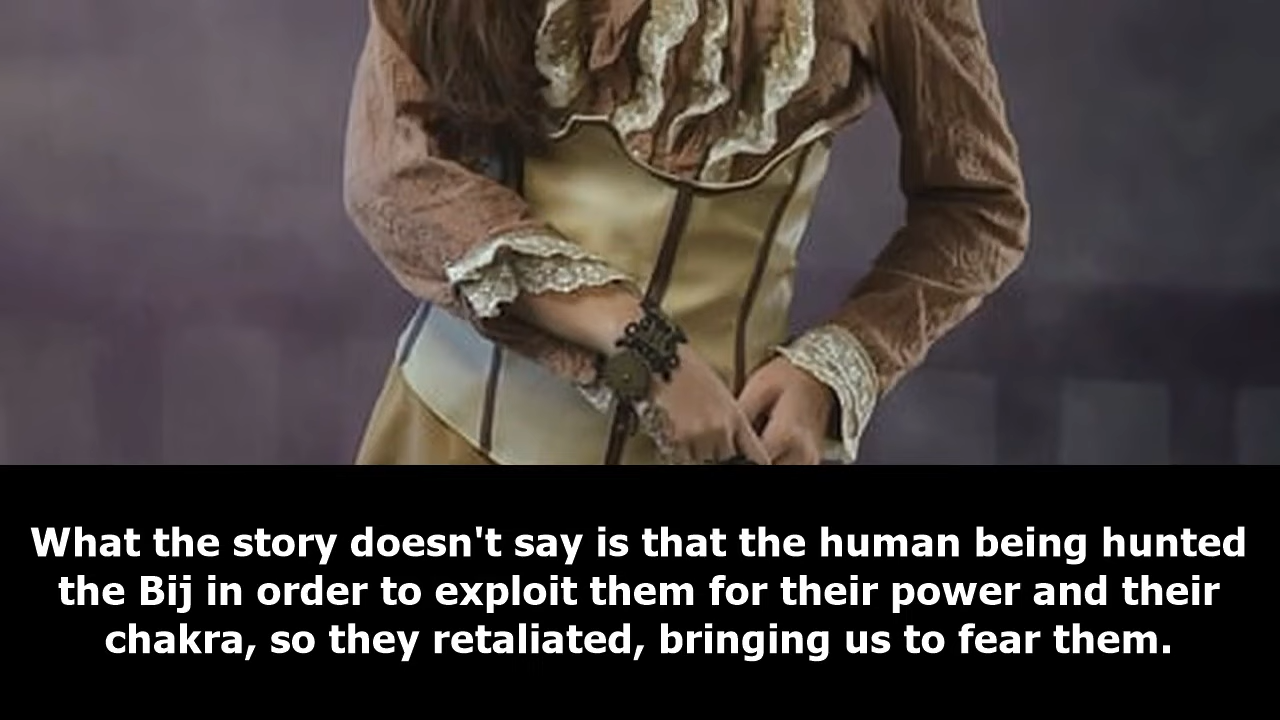 What the story doesn't say is that the human being hunted
the Bij in order to exploit them for their power and their
chakra, so they retaliated, bringing us to fear them.